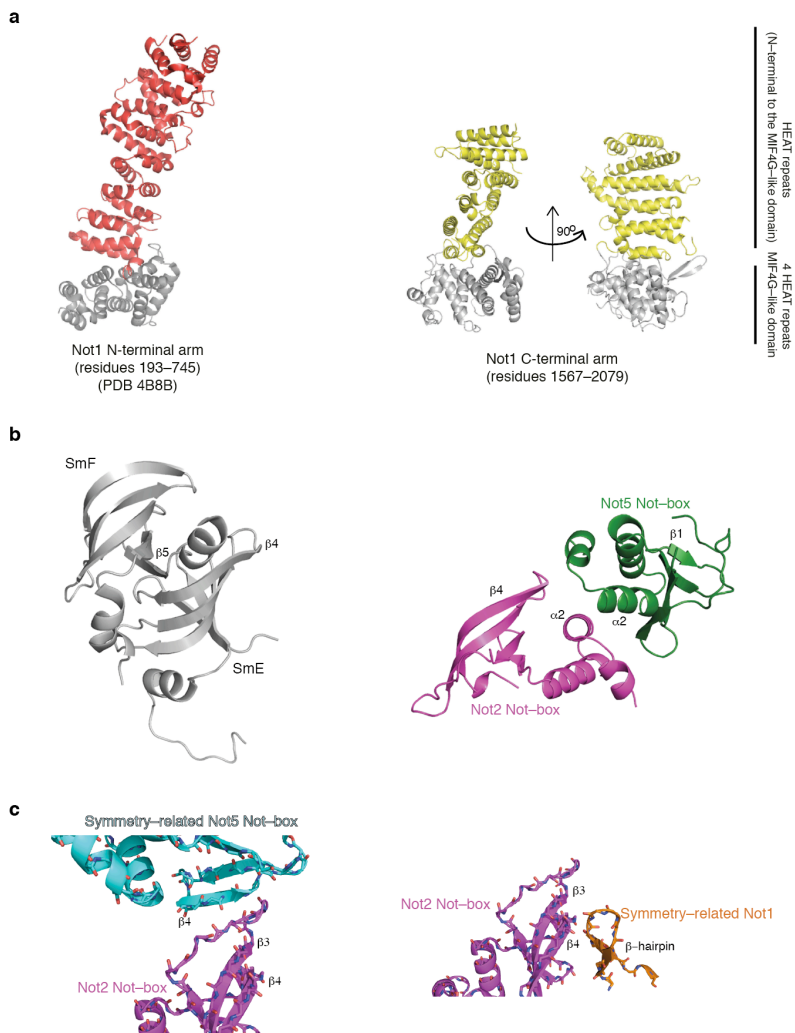 a
HEAT repeats
(N–terminal to the MIF4G–like domain)
90º
4 HEAT repeats
MIF4G–like domain
Not1 N-terminal arm
(residues 193–745)
(PDB 4B8B)
Not1 C-terminal arm
(residues 1567–2079)
b
SmF
β5
β4
SmE
Not5 Not–box
β1
β4
α2
α2
Not2 Not–box
c
Symmetry–related Not5 Not–box
β4
β3
β4
Not2 Not–box
Not2 Not–box
β3
Symmetry–related Not1
β4
β–hairpin